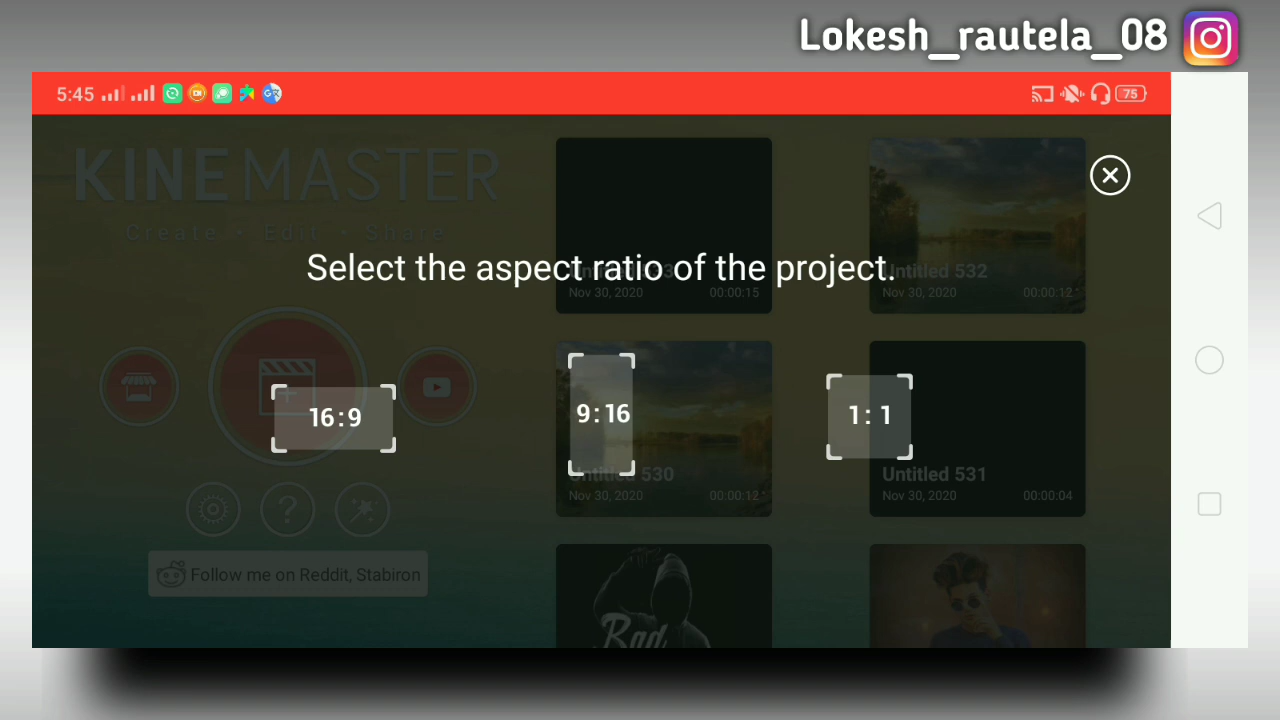 Lokesh_rautela_08
5:45
75
KINEMASTER
Create • Edit • Share
Select the aspect ratio of the project.
Nov 30, 2020 00:00:15
Untitled 532
Nov 30, 2020 00:00:12
16:9
9:16
1:1
Untitled 530
Nov 30, 2020 00:00:12
Untitled 531
Nov 30, 2020 00:00:04
Follow me on Reddit, Stabiron
Bad